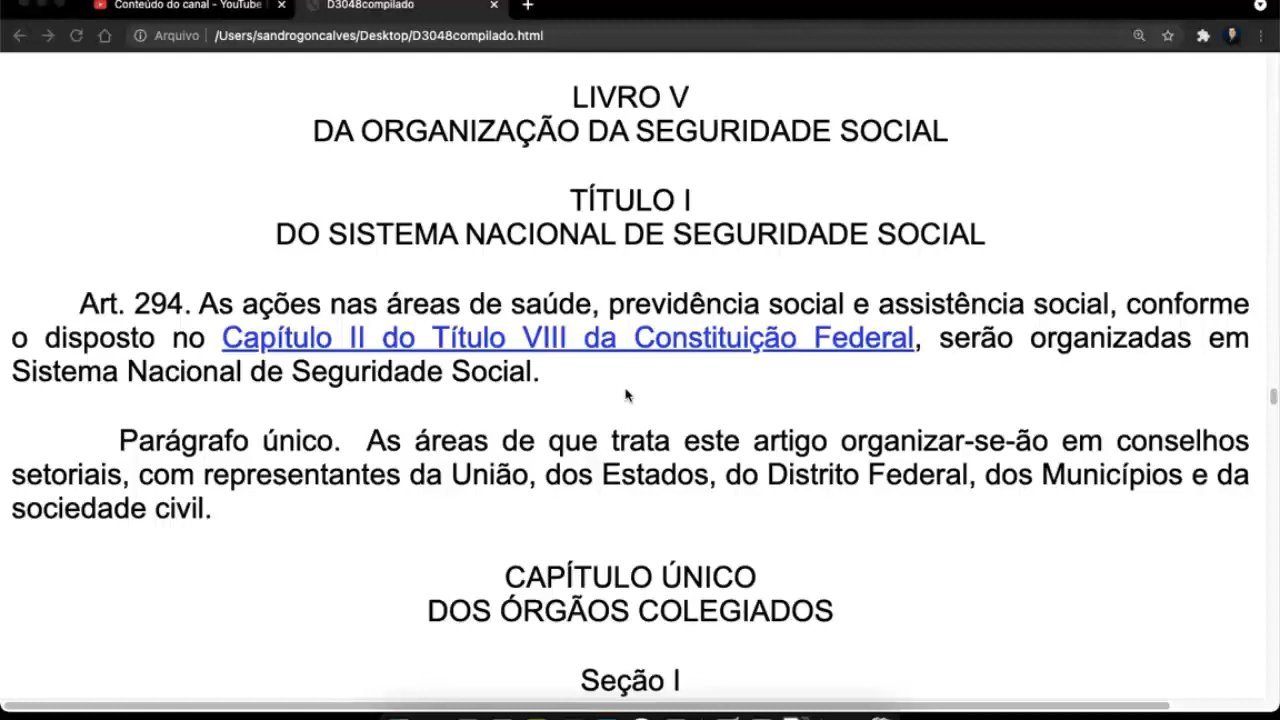 Conteúdo do canal - YouTube
D3048compilado
Arquivo /Users/sandrogoncalves/Desktop/D3048compilado.html
LIVRO V
DA ORGANIZAÇÃO DA SEGURIDADE SOCIAL
TÍTULO I
DO SISTEMA NACIONAL DE SEGURIDADE SOCIAL
Art. 294. As ações nas áreas de saúde, previdência social e assistência social, conforme
o disposto no Capítulo II do Título VIII da Constituição Federal, serão organizadas em
Sistema Nacional de Seguridade Social.
Parágrafo único. As áreas de que trata este artigo organizar-se-ão em conselhos
setoriais, com representantes da União, dos Estados, do Distrito Federal, dos Municípios e da
sociedade civil.
CAPÍTULO ÚNICO
DOS ÓRGÃOS COLEGIADOS
Seção I